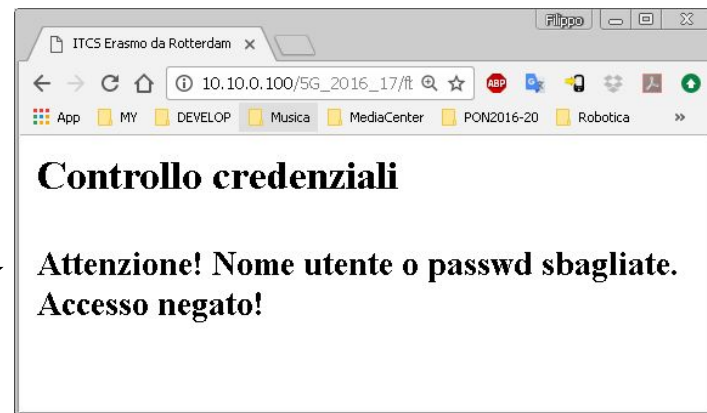 Filippo
ITCS Erasmo da Rotterdam
10.10.0.100/5G_2016_17/ft
ABP
App MY DEVELOP Musica MediaCenter PON2016-20 Robotica »
Controllo credenziali
Attenzione! Nome utente o passwd sbagliate.
Accesso negato!